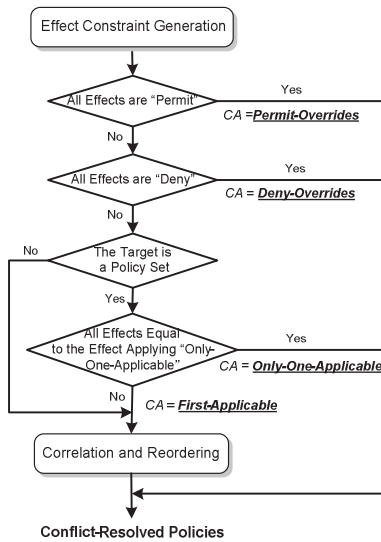 Effect Constraint Generation
All Effects are “Permit”
Yes
CA =Permit-Overrides
No
All Effects are “Deny”
Yes
CA = Deny-Overrides
No
No
The Target is
a Policy Set
Yes
All Effects Equal
to the Effect Applying “Only-
One-Applicable”
Yes
CA = Only-One-Applicable
No
CA = First-Applicable
Correlation and Reordering
Conflict-Resolved Policies